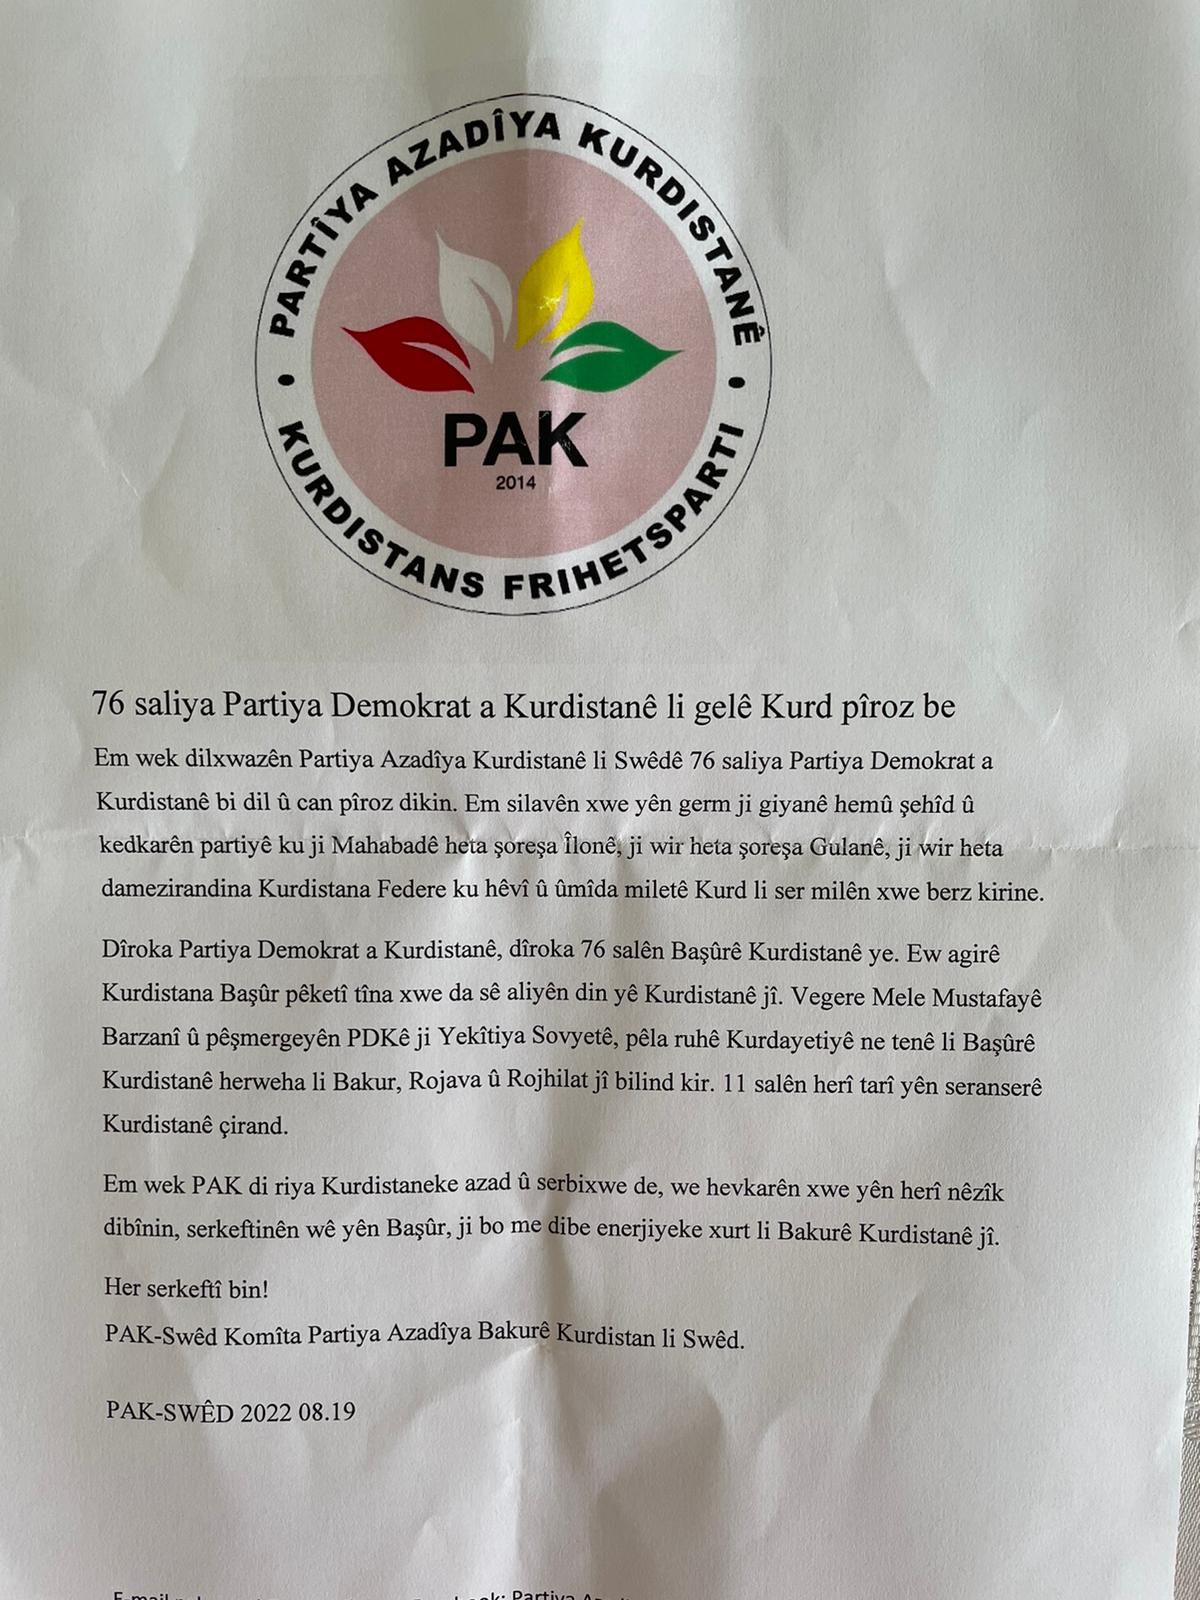 PARTÎYA AZADÎYA KURDISTANÊ
PAK
2014
• KURDISTANS FRIHETSPARTI •
76 saliya Partiya Demokrat a Kurdistanê li gelê Kurd pîroz be
Em wek dilxwazên Partiya Azadîya Kurdistanê li Swêdê 76 saliya Partiya Demokrat a
Kurdistanê bi dil û can pîroz dikin. Em silavên xwe yên germ ji giyanê hemû şehîd û
kedkarên partiyê ku ji Mahabadê heta şoreşa Îlonê, ji wir heta şoreşa Gulanê, ji wir heta
damezirandina Kurdistana Federe ku hêvî û ûmîda miletê Kurd li ser milên xwe berz kirine.
Dîroka Partiya Demokrat a Kurdistanê, dîroka 76 salên Başûrê Kurdistanê ye. Ew agirê
Kurdistana Başûr pêketî tîna xwe da sê aliyên din yê Kurdistanê jî. Vegere Mele Mustafayê
Barzanî û pêşmergeyên PDKê ji Yekîtiya Sovyetê, pêla ruhê Kurdayetiyê ne tenê li Başûrê
Kurdistanê herweha li Bakur, Rojava û Rojhilat jî bilind kir. 11 salên herî tarî yên seranserê
Kurdistanê çirand.
Em wek PAK di riya Kurdistaneke azad û serbixwe de, we hevkarên xwe yên herî nêzîk
dibînin, serkeftinên wê yên Başûr, ji bo me dibe enerjiyeke xurt li Bakurê Kurdistanê jî.
Her serkeftî bin!
PAK-Swêd Komîta Partiya Azadîya Bakurê Kurdistan li Swêd.
PAK-SWÊD 2022 08.19